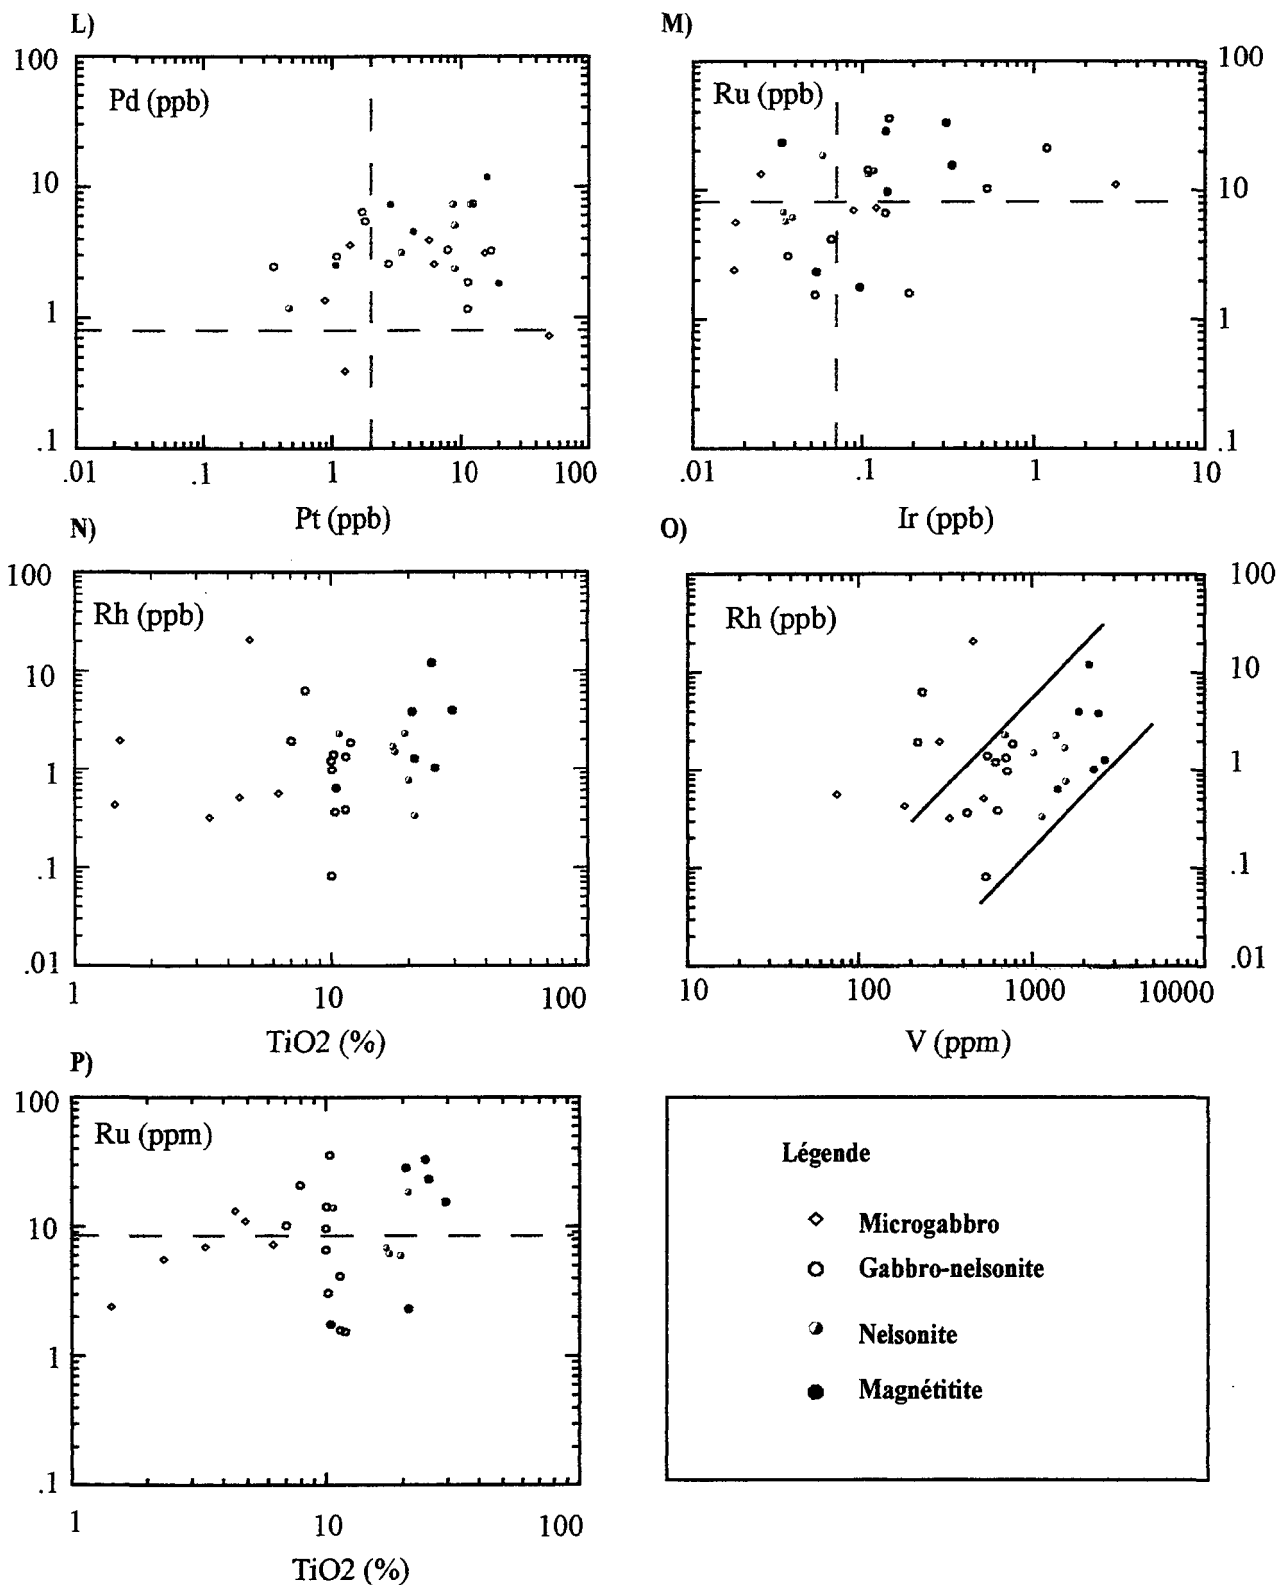 L)
100
10
1
.1
Pd (ppb)
.01 .1 1 10 100
Pt (ppb)
M)
Ru (ppb)
100
10
1
.1
.01 .1 1 10
Ir (ppb)
N)
100
10
1
.1
.01
Rh (ppb)
1 10 100
TiO2 (%)
O)
Rh (ppb)
100
10
1
.1
.01
10 100 1000 10000
V (ppm)
P)
100
10
1
.1
Ru (ppm)
1 10 100
TiO2 (%)
Légende
Microgabbro
Gabbro-nelsonite
Nelsonite
Magnétitite